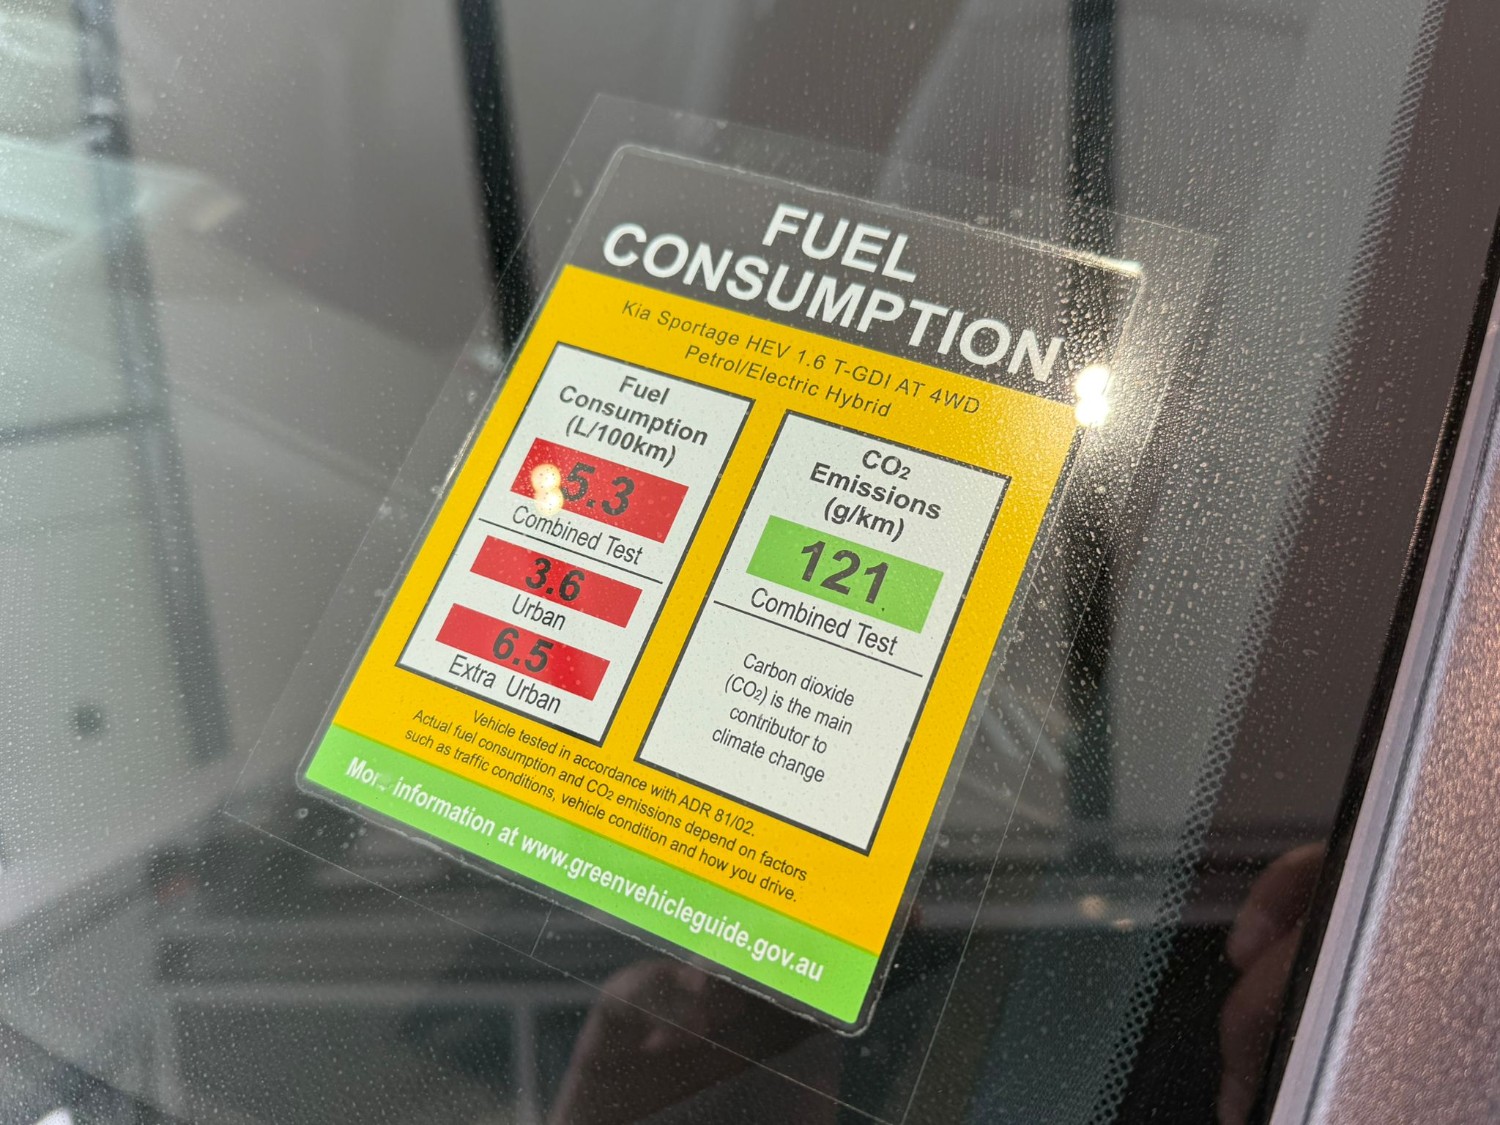 FUEL
CONSUMPTION
Kia Sportage HEV 1.6 T-GDI AT 4WD
Petrol/Electric Hybrid
Fuel
Consumption
(L/100km)
5.3
Combined Test
3.6
Urban
6.5
Extra Urban
CO₂
Emissions
(g/km)
121
Combined Test
Carbon dioxide
(CO₂) is the main
contributor to
climate change
Vehicle tested in accordance with ADR 81/02.
Actual fuel consumption and CO₂ emissions depend on factors
such as traffic conditions, vehicle condition and how you drive.
More information at www.greenvehicleguide.gov.au